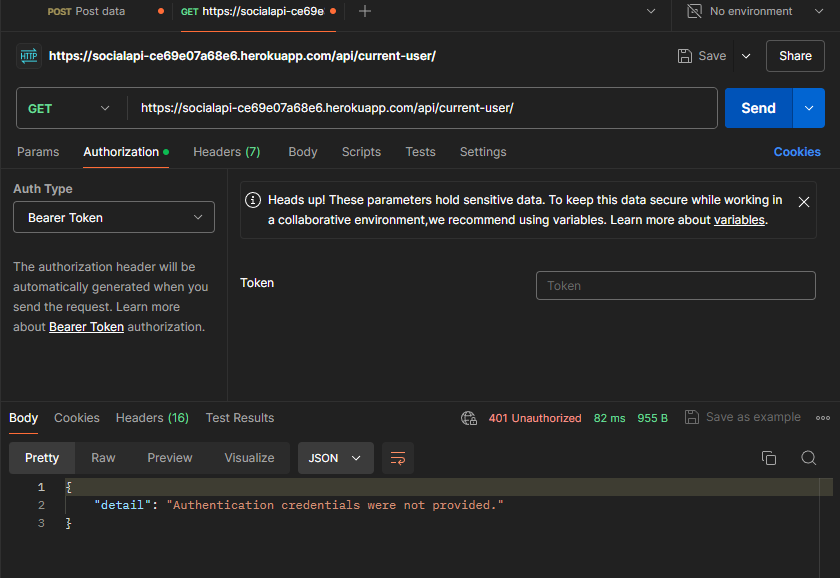 POST Post data
GET https://socialapi-ce69e
No environment
HTTP
https://socialapi-ce69e07a68e6.herokuapp.com/api/current-user/
Save
Share
GET
https://socialapi-ce69e07a68e6.herokuapp.com/api/current-user/
Send
Params
Authorization
Headers (7)
Body
Scripts
Tests
Settings
Cookies
Auth Type
Bearer Token
The authorization header will be
automatically generated when you
send the request. Learn more
about Bearer Token authorization.
Heads up! These parameters hold sensitive data. To keep this data secure while working in
a collaborative environment,we recommend using variables. Learn more about variables.
Token
Token
Body
Cookies
Headers (16)
Test Results
401 Unauthorized
82 ms
955 B
Save as example
Pretty
Raw
Preview
Visualize
JSON
1 {
2 "detail": "Authentication credentials were not provided."
3 }